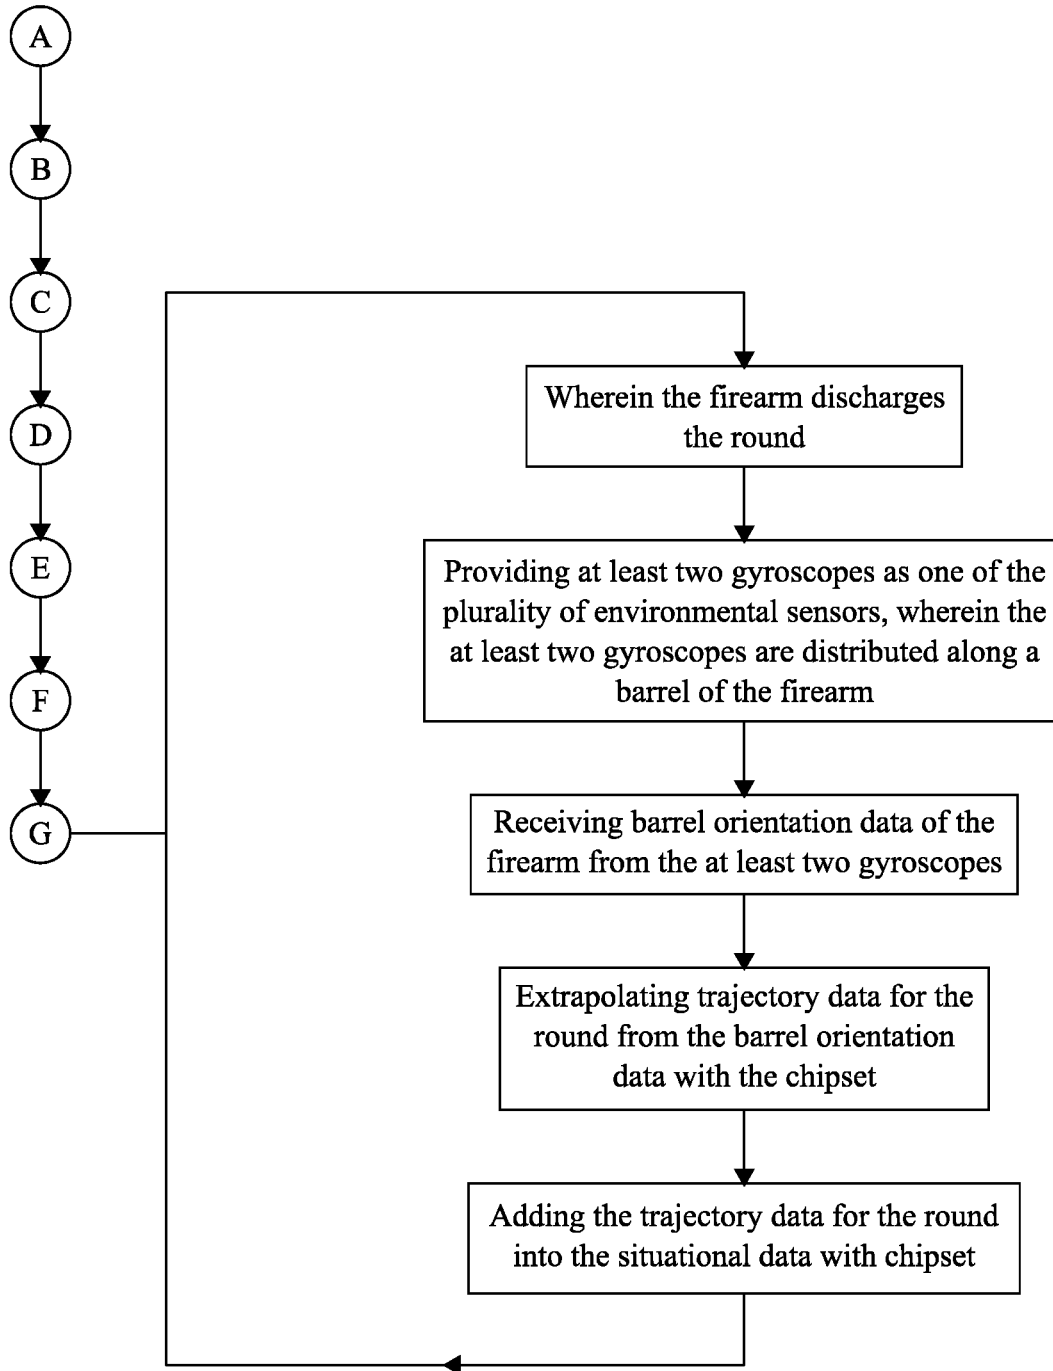 A
B
C
D
E
F
G
Wherein the firearm discharges
the round
Providing at least two gyroscopes as one of the
plurality of environmental sensors, wherein the
at least two gyroscopes are distributed along a
barrel of the firearm
Receiving barrel orientation data of the
firearm from the at least two gyroscopes
Extrapolating trajectory data for the
round from the barrel orientation
data with the chipset
Adding the trajectory data for the round
into the situational data with chipset